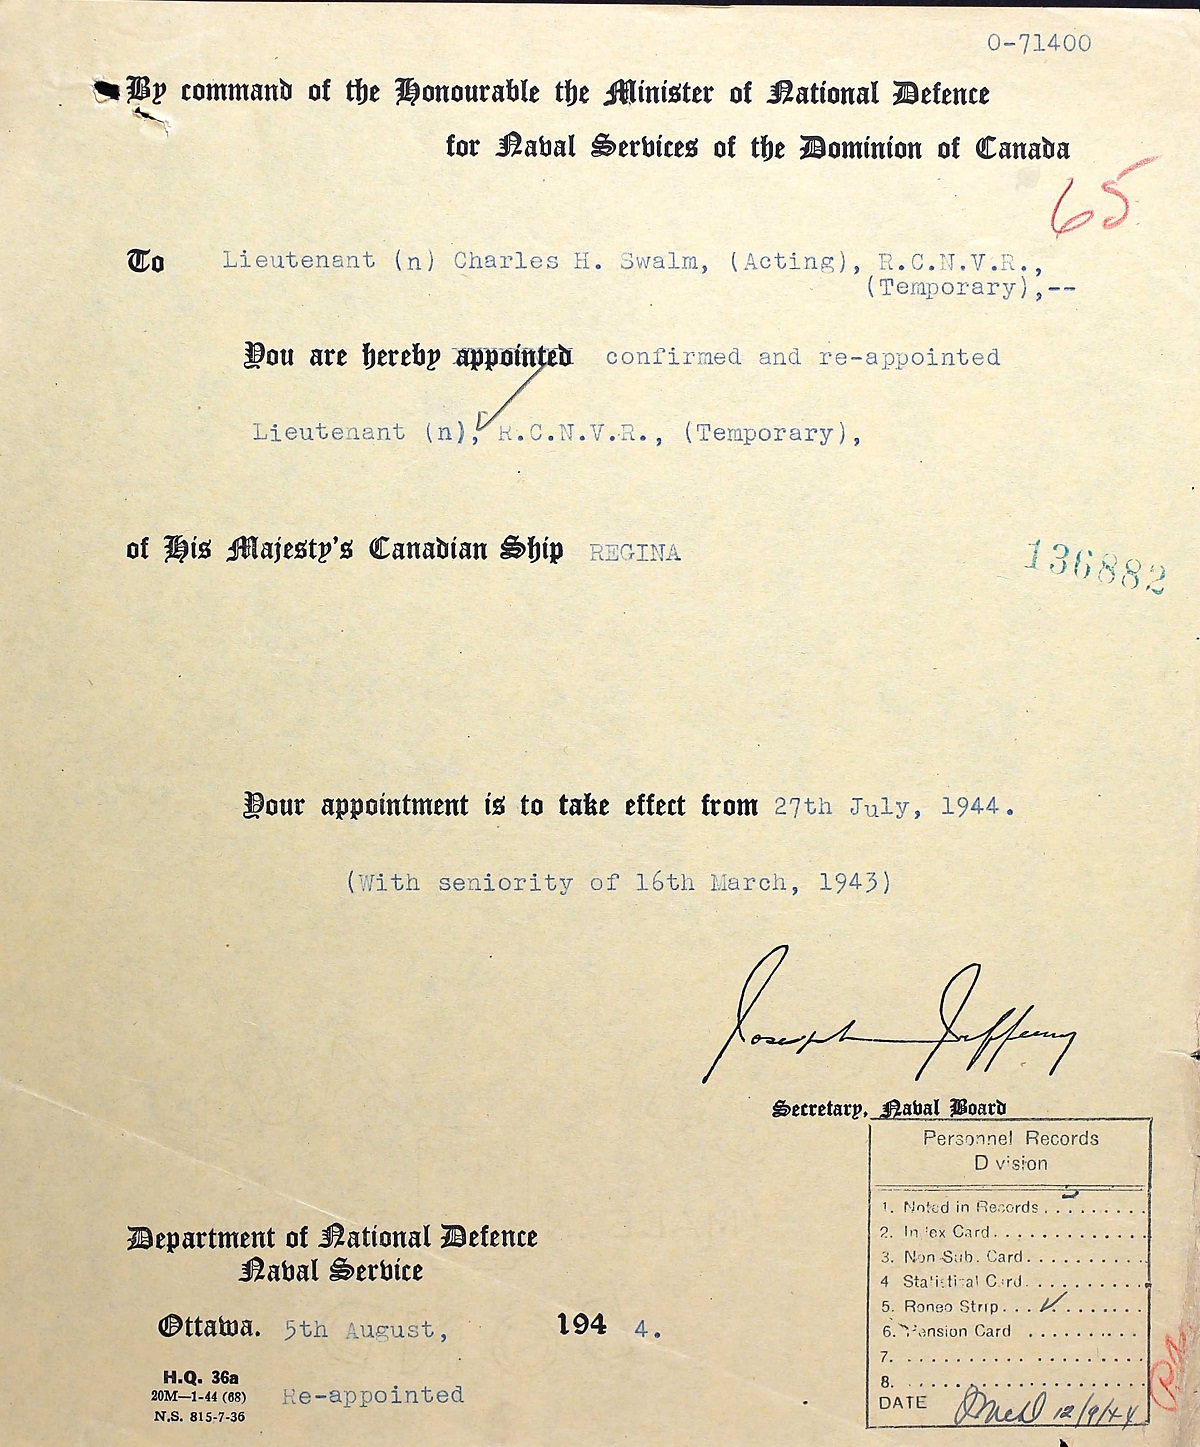 O-71400
By command of the Honourable the Minister of National Defence
for Naval Services of the Dominion of Canada
65
To Lieutenant (n) Charles H. Swalm, (Acting), R.C.N.V.R.,
(Temporary),--
You are hereby appointed confirmed and re-appointed
Lieutenant (n), R.C.N.V.R., (Temporary),
of His Majesty's Canadian Ship REGINA
136882
Your appointment is to take effect from 27th July, 1944.
(With seniority of 16th March, 1943)
Joseph Jeffery
Secretary, Naval Board
Personnel Records
Division
1. Noted in Records . . . . . . . . .
2. Index Card. . . . . . . . . . . . .
3. Non-Sub. Card. . . . . . . . . . .
4 Statistical Card. . . . . . . . . . .
5. Roneo Strip. . . ✓. . . . . . . .
6. Pension Card . . . . . . . . . .
7. . . . . . . . . . . . . . . . . . . .
8. . . . . . . . . . . . . . . . . . . .
DATE 12/9/44
Department of National Defence
Naval Service
Ottawa. 5th August, 194 4.
H.Q. 36a
20M—1-44 (68)
N.S. 815-7-36
Re-appointed